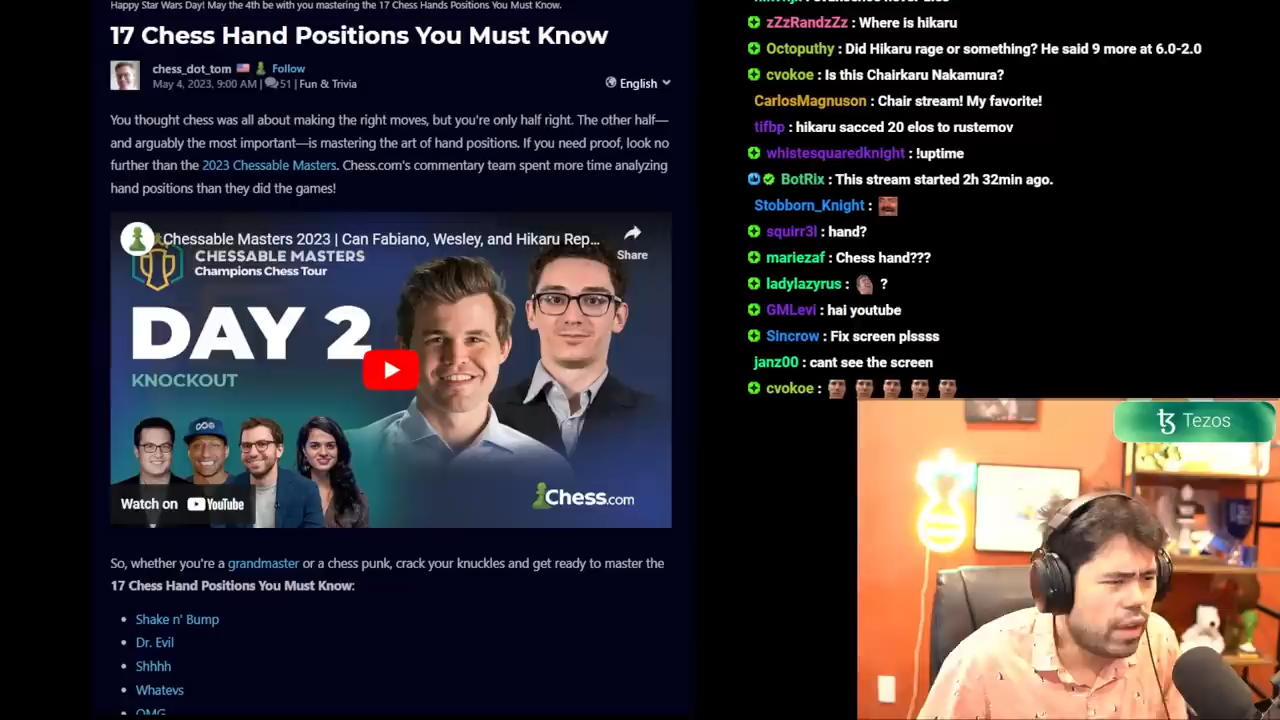 Happy Star Wars Day! May the 4th be with you mastering the 17 Chess Hands Positions You Must Know.
17 Chess Hand Positions You Must Know
chess_dot_tom Follow
May 4, 2023, 9:00 AM | 51 | Fun & Trivia
English
You thought chess was all about making the right moves, but you're only half right. The other half—
and arguably the most important—is mastering the art of hand positions. If you need proof, look no
further than the 2023 Chessable Masters. Chess.com's commentary team spent more time analyzing
hand positions than they did the games!
Chessable Masters 2023 | Can Fabiano, Wesley, and Hikaru Rep...
Share
CHESSABLE MASTERS
Champions Chess Tour
DAY 2
KNOCKOUT
Watch on YouTube
Chess.com
So, whether you're a grandmaster or a chess punk, crack your knuckles and get ready to master the
17 Chess Hand Positions You Must Know:
• Shake n' Bump
• Dr. Evil
• Shhhh
• Whatevs
• OMG
zZzRandzZz : Where is hikaru
Octoputhy : Did Hikaru rage or something? He said 9 more at 6.0-2.0
cvokoe : Is this Chairkaru Nakamura?
CarlosMagnuson : Chair stream! My favorite!
tifbp : hikaru sacced 20 elos to rustemov
whistesquaredknight : !uptime
BotRix : This stream started 2h 32min ago.
Stobborn_Knight :
squirr3l : hand?
mariezaf : Chess hand???
ladylazyrus : ?
GMLevi : hai youtube
Sincrow : Fix screen plssss
janz00 : cant see the screen
cvokoe :
Tezos